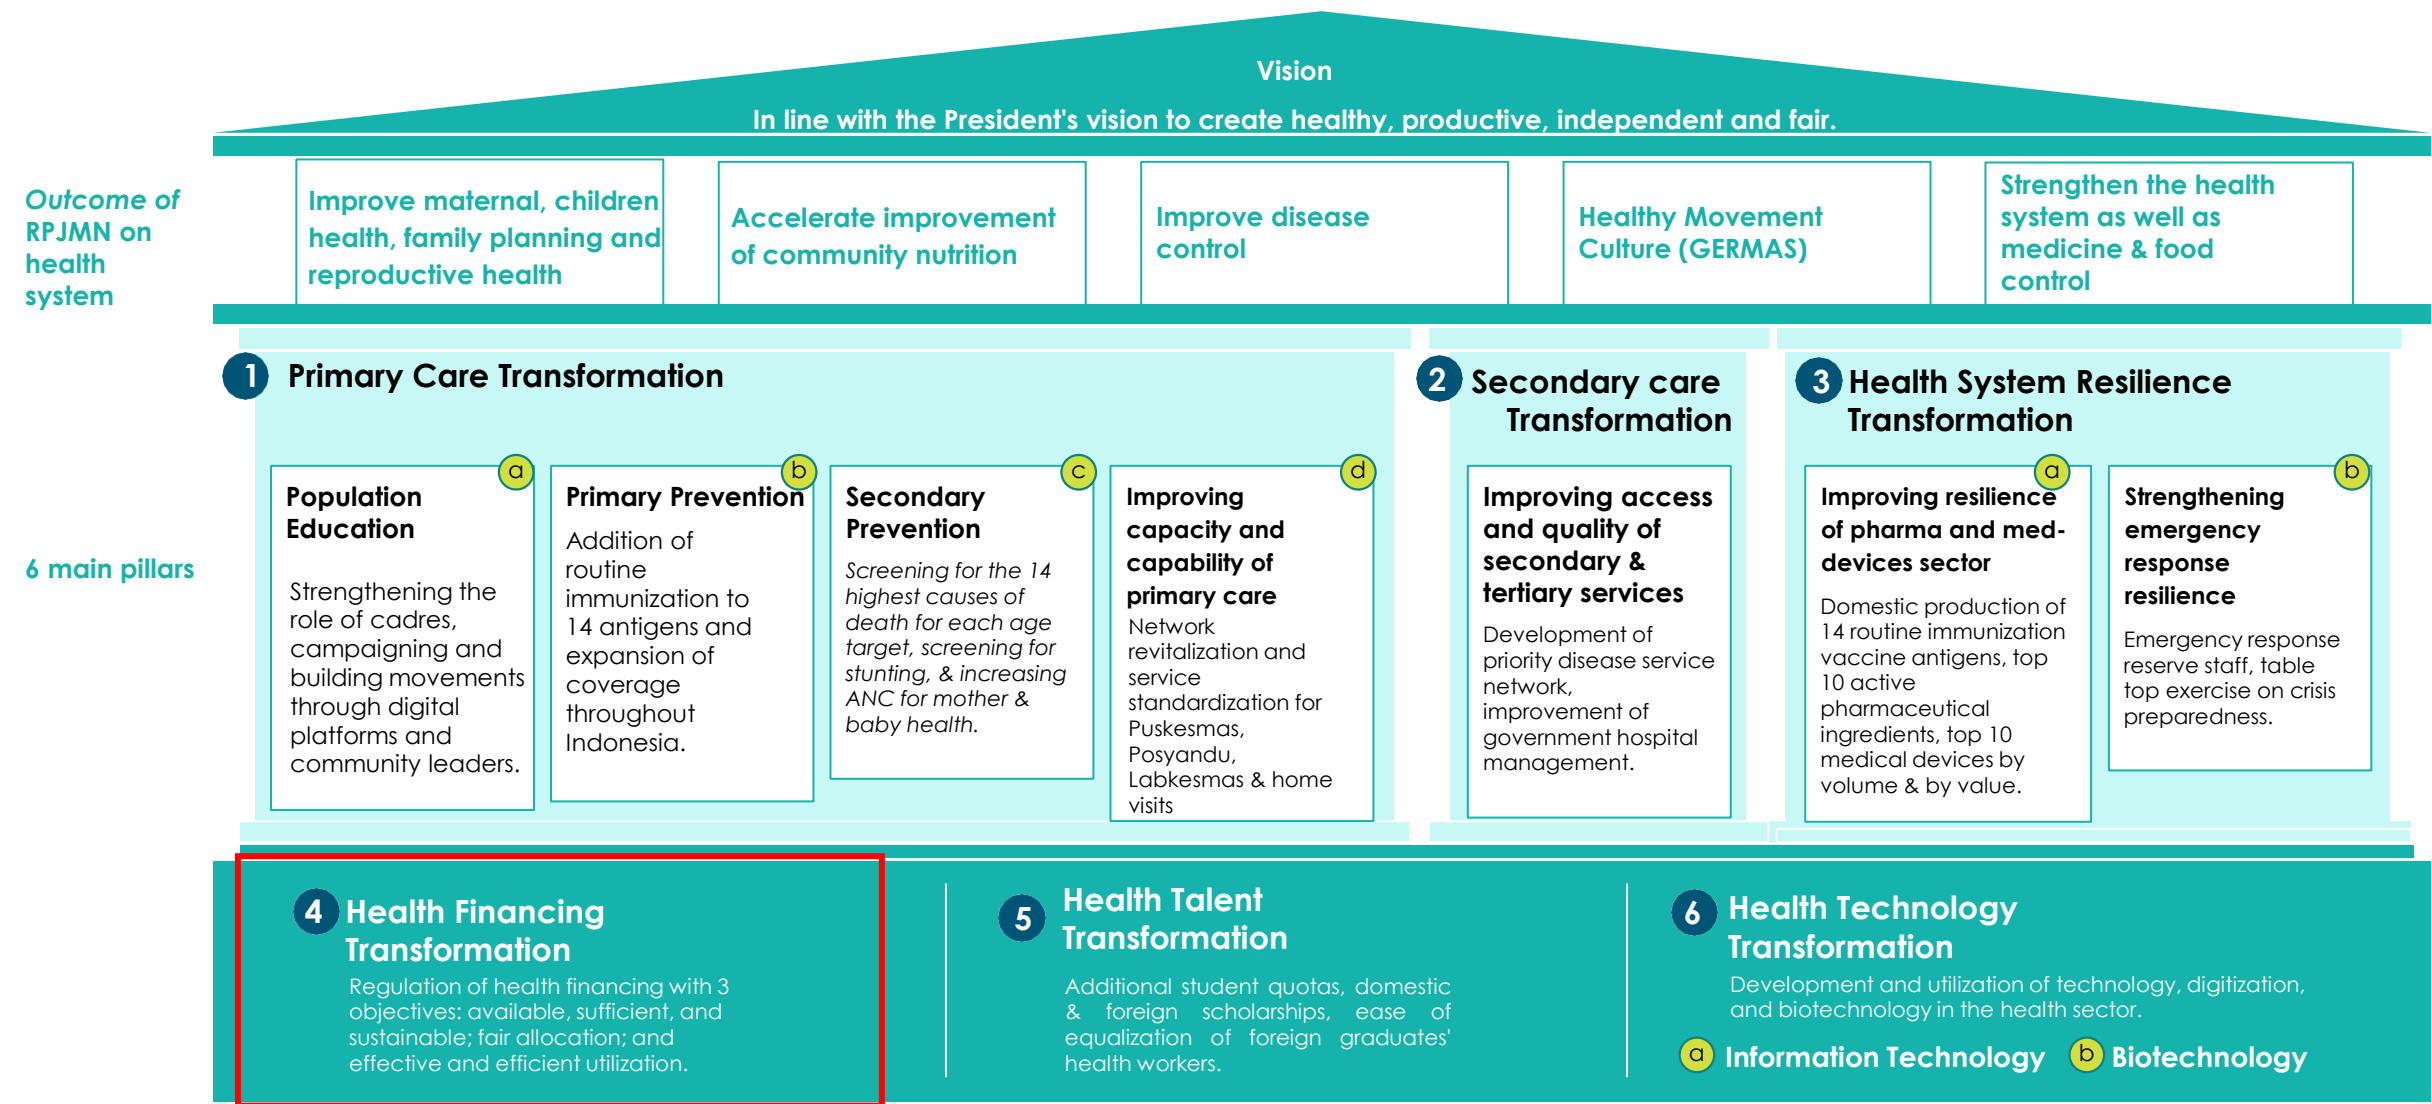 Vision
In line with the President's vision to create healthy, productive, independent and fair.
Outcome of
RPJMN on
health
system
Improve maternal, children
health, family planning and
reproductive health
Accelerate improvement
of community nutrition
Improve disease
control
Healthy Movement
Culture (GERMAS)
Strengthen the health
system as well as
medicine & food
control
6 main pillars
1 Primary Care Transformation
a
Population
Education
Strengthening the
role of cadres,
campaigning and
building movements
through digital
platforms and
community leaders.
b
Primary Prevention
Addition of
routine
immunization to
14 antigens and
expansion of
coverage
throughout
Indonesia.
c
Secondary
Prevention
Screening for the 14
highest causes of
death for each age
target, screening for
stunting, & increasing
ANC for mother &
baby health.
d
Improving
capacity and
capability of
primary care
Network
revitalization and
service
standardization for
Puskesmas,
Posyandu,
Labkesmas & home
visits
2 Secondary care
Transformation
Improving access
and quality of
secondary &
tertiary services
Development of
priority disease service
network,
improvement of
government hospital
management.
3 Health System Resilience
Transformation
a
Improving resilience
of pharma and med-
devices sector
Domestic production of
14 routine immunization
vaccine antigens, top
10 active
pharmaceutical
ingredients, top 10
medical devices by
volume & by value.
b
Strengthening
emergency
response
resilience
Emergency response
reserve staff, table
top exercise on crisis
preparedness.
4 Health Financing
Transformation
Regulation of health financing with 3
objectives: available, sufficient, and
sustainable; fair allocation; and
effective and efficient utilization.
5 Health Talent
Transformation
Additional student quotas, domestic
& foreign scholarships, ease of
equalization of foreign graduates'
health workers.
6 Health Technology
Transformation
Development and utilization of technology, digitization,
and biotechnology in the health sector.
a Information Technology b Biotechnology